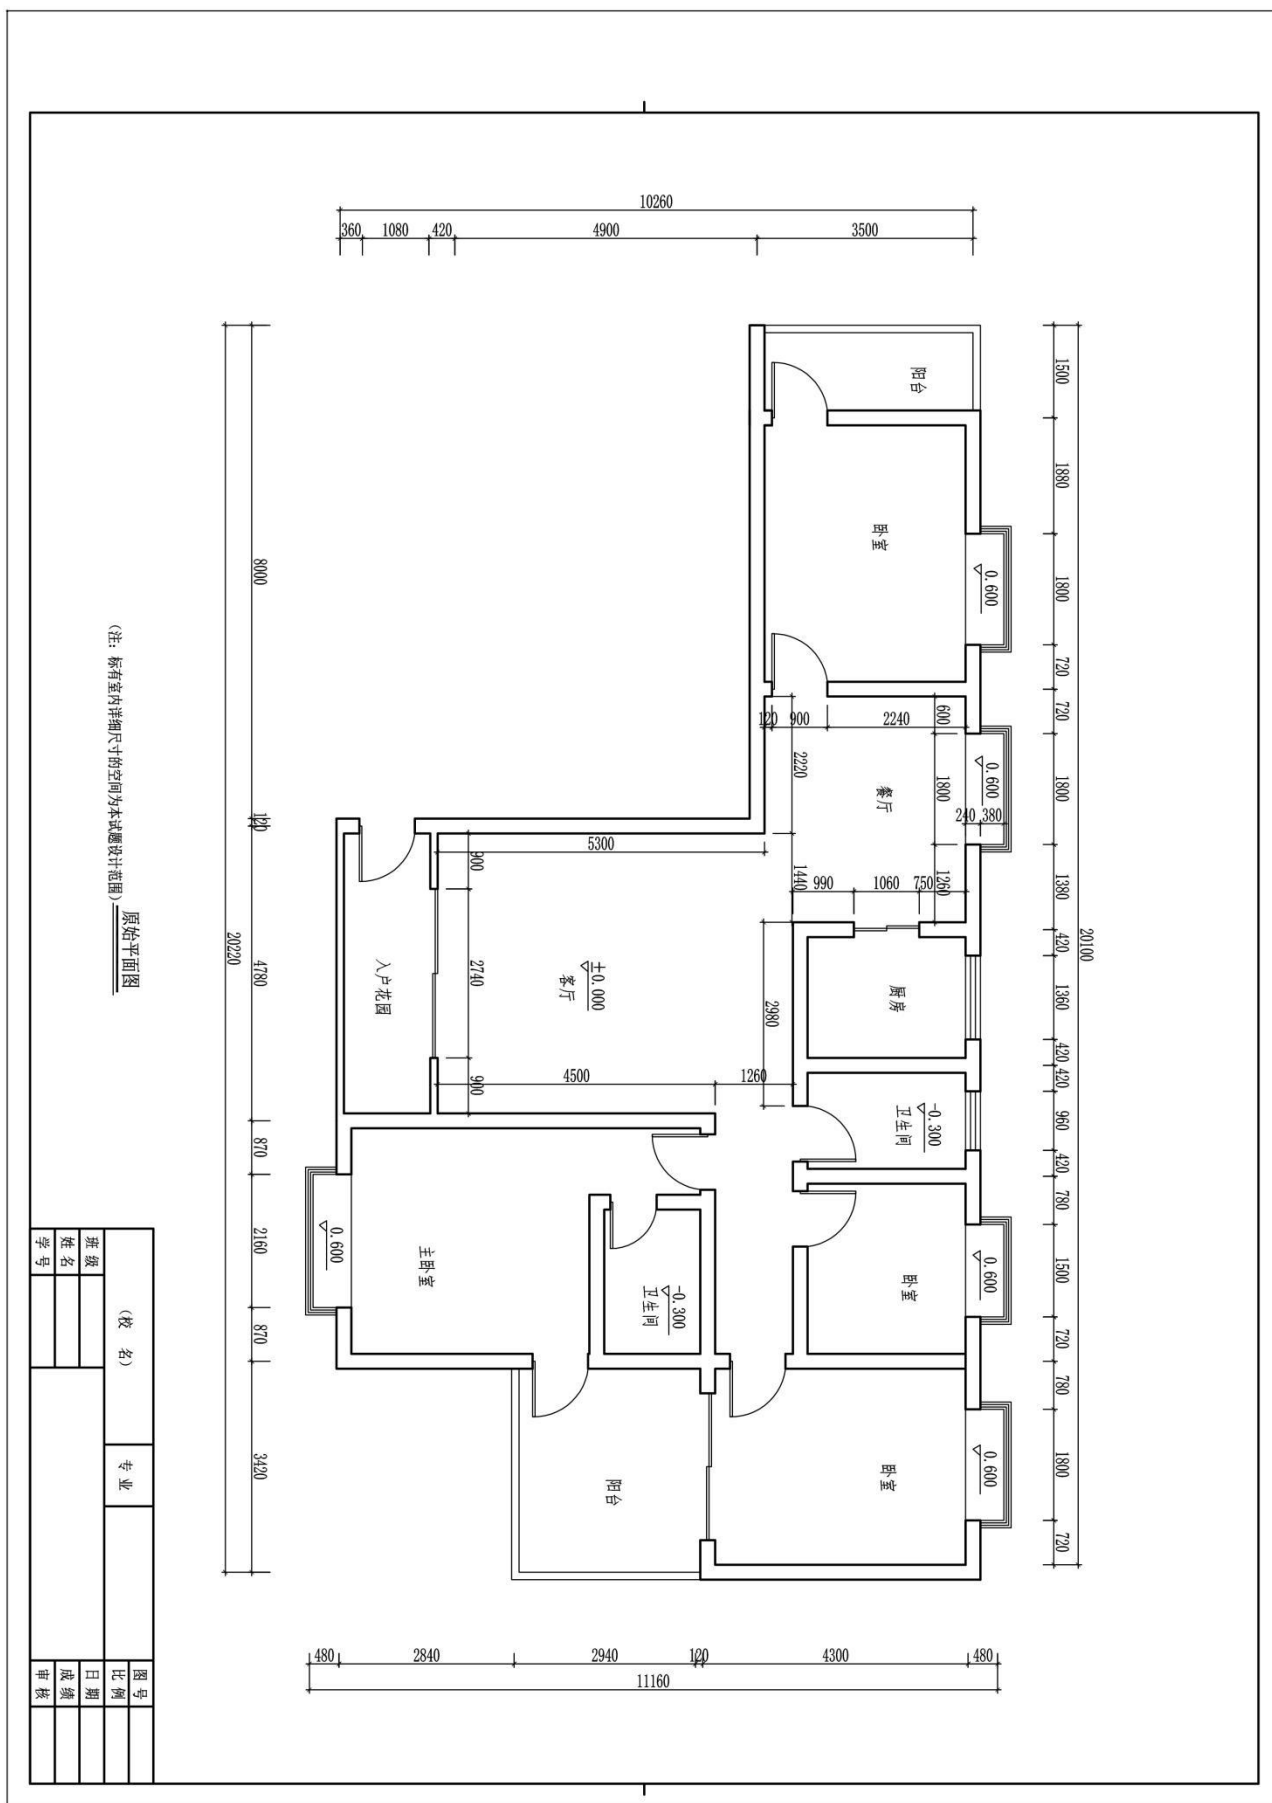 20100
1500
1880
1800
720
720
1800
1380
420
1360
420
420
960
420
780
1500
720
780
1800
720
10260
3500
4900
420
1080
360
0.600
0.600
0.600
0.600
380
240
阳台
卧室
600
1800
1260
2240
900
120
餐厅
750
1060
990
厨房
-0.300
卫生间
卧室
卧室
2220
1440
2980
1260
5300
±0.000
客厅
4500
-0.300
卫生间
阳台
900
2740
900
主卧室
入户花园
0.600
480
4300
120
2940
2840
480
11160
8000
120
4780
870
2160
870
3420
20220
原始平面图
(注: 标有室内详细尺寸的空间为本试题设计范围)
(校 名)
专业
图号
比例
班级
日期
姓名
成绩
学号
审核